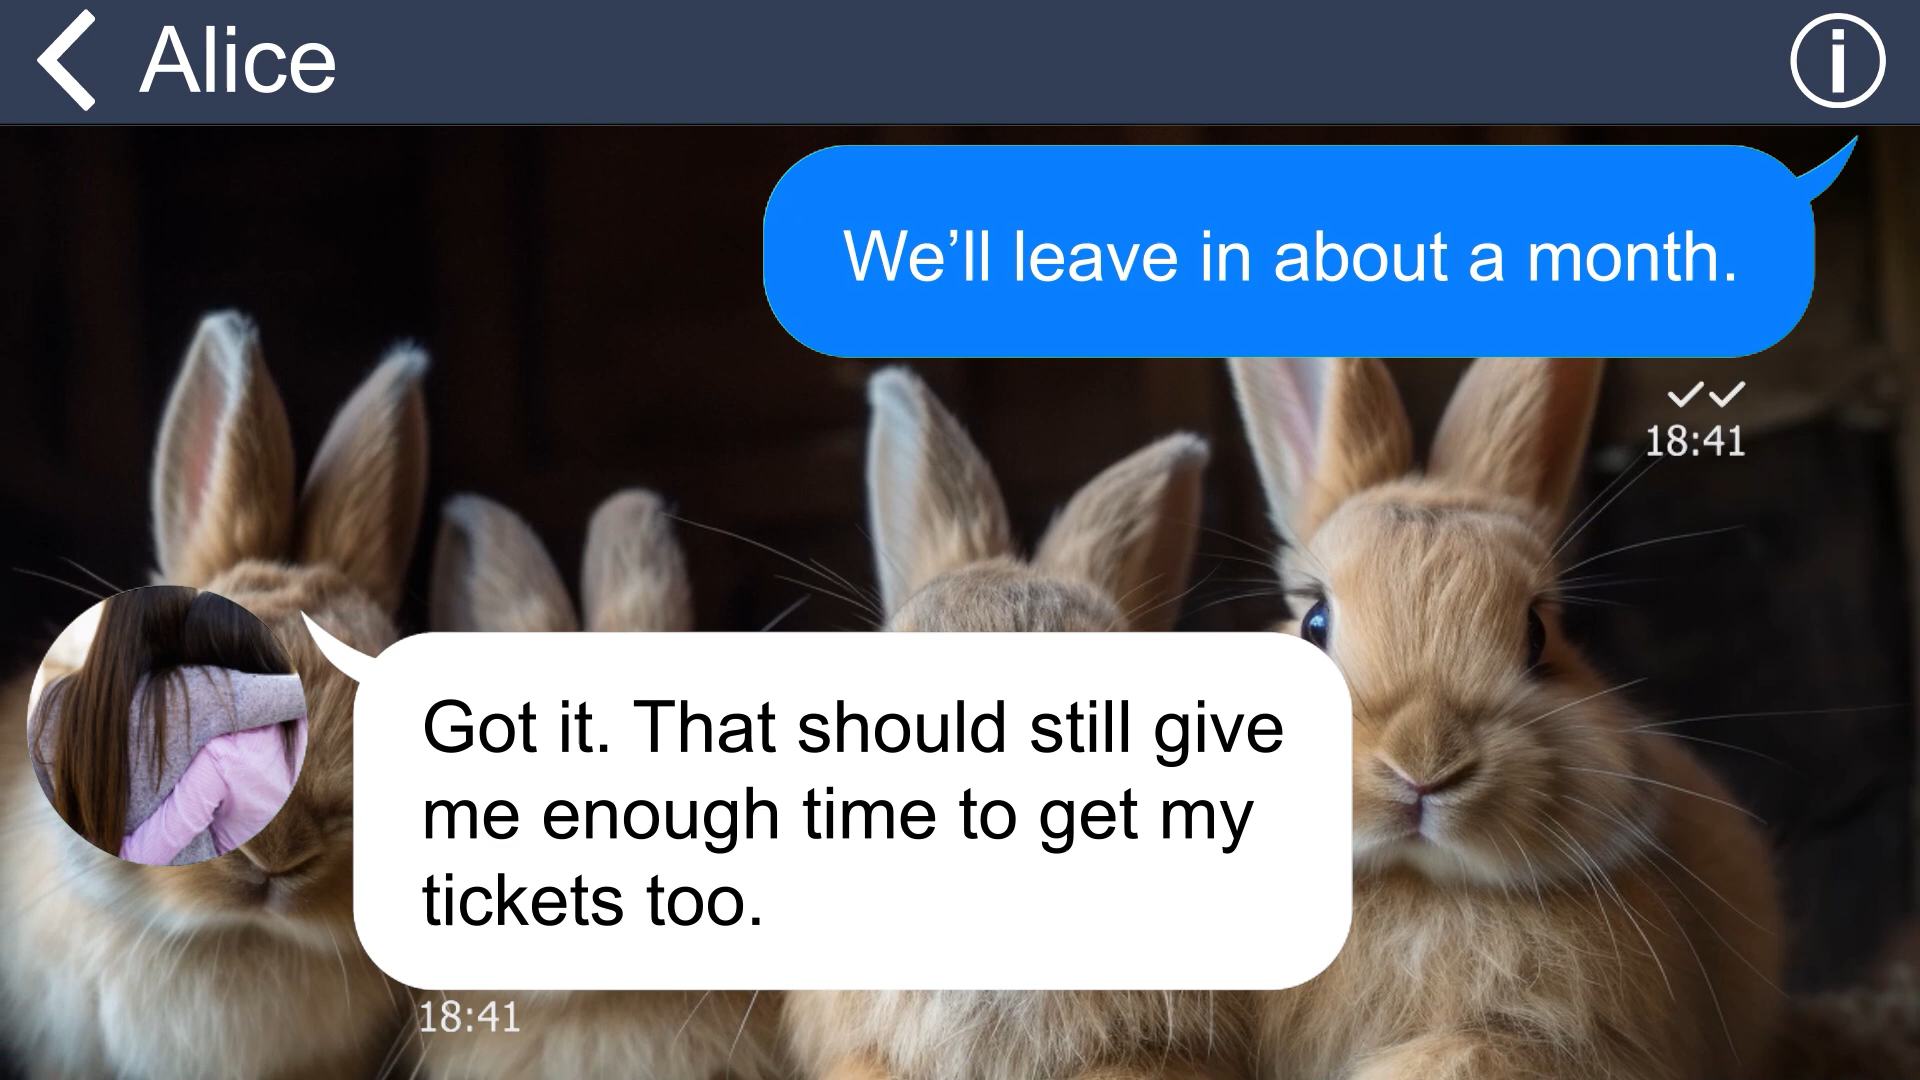 Alice
We’ll leave in about a month.
18:41
Got it. That should still give
me enough time to get my
tickets too.
18:41